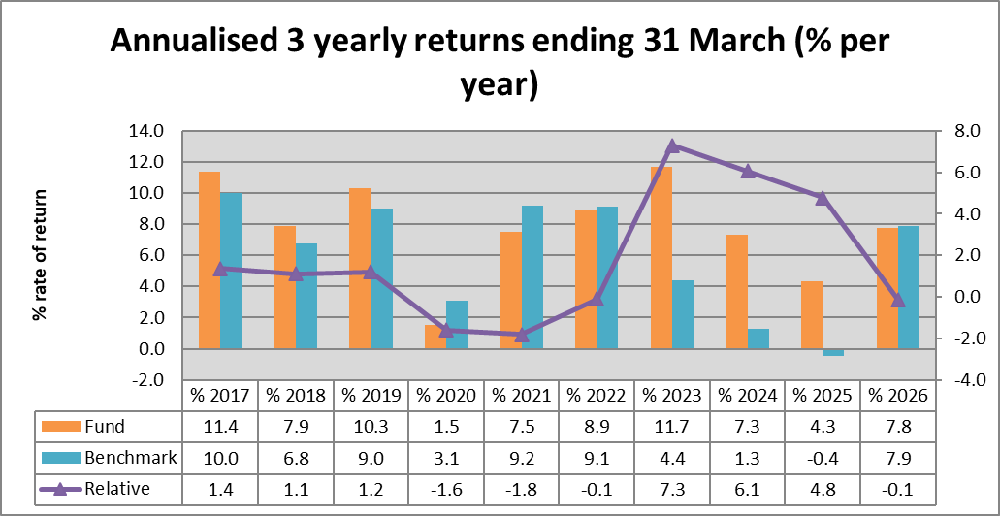 Annualised 3 yearly returns ending 31 March (% per
year)
% rate of return
14.0
12.0
10.0
8.0
6.0
4.0
2.0
0.0
-2.0
8.0
6.0
4.0
2.0
0.0
-2.0
-4.0
% 2017 % 2018 % 2019 % 2020 % 2021 % 2022 % 2023 % 2024 % 2025 % 2026
Fund 11.4 7.9 10.3 1.5 7.5 8.9 11.7 7.3 4.3 7.8
Benchmark 10.0 6.8 9.0 3.1 9.2 9.1 4.4 1.3 -0.4 7.9
Relative 1.4 1.1 1.2 -1.6 -1.8 -0.1 7.3 6.1 4.8 -0.1